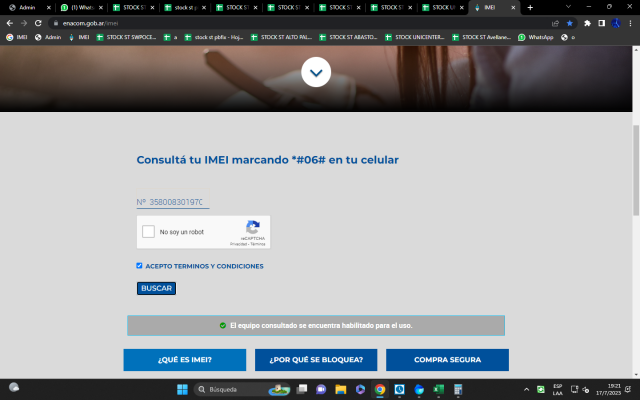 Admin
(1) Whats
STOCK ST
stock st p
STOCK ST
STOCK ST
STOCK ST
STOCK ST
STOCK ST
STOCK U
IMEI
enacom.gob.ar/imei
IMEI
Admin
IMEI
STOCK ST SWPOCE...
a
stock st pbfix - Hoj...
STOCK ST ALTO PAL...
STOCK ST ABASTO...
STOCK UNICENTER...
STOCK ST Avellane...
WhatsApp
o
Consultá tu IMEI marcando *#06# en tu celular
Nº 35800830197
No soy un robot
reCAPTCHA
Privacidad - Términos
ACEPTO TERMINOS Y CONDICIONES
BUSCAR
El equipo consultado se encuentra habilitado para el uso.
¿QUÉ ES IMEI?
¿POR QUÉ SE BLOQUEA?
COMPRA SEGURA
Búsqueda
ESP
LAA
19:21
17/7/2023